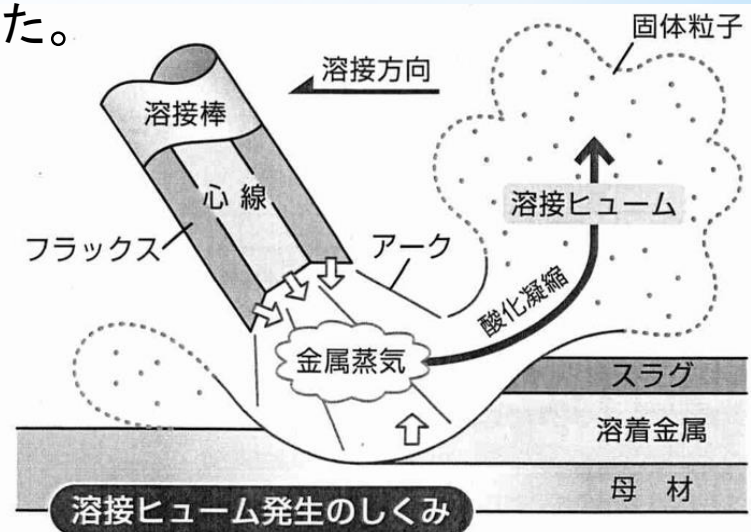 た。
固体粒子
溶接方向
溶接棒
心線
溶接ヒューム
フラックス
アーク
酸化凝縮
金属蒸気
スラグ
溶着金属
母材
溶接ヒューム発生のしくみ